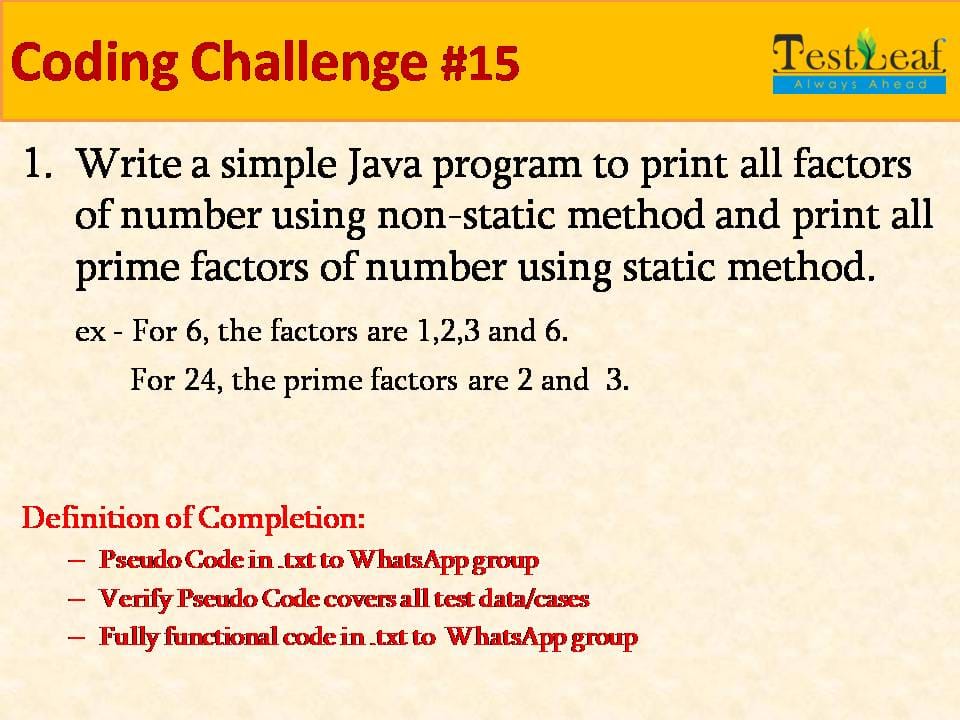 Coding Challenge #15
TestLeaf
Always Ahead
1. Write a simple Java program to print all factors
of number using non-static method and print all
prime factors of number using static method.
ex - For 6, the factors are 1,2,3 and 6.
For 24, the prime factors are 2 and 3.
Definition of Completion:
– Pseudo Code in .txt to WhatsApp group
– Verify Pseudo Code covers all test data/cases
– Fully functional code in .txt to WhatsApp group